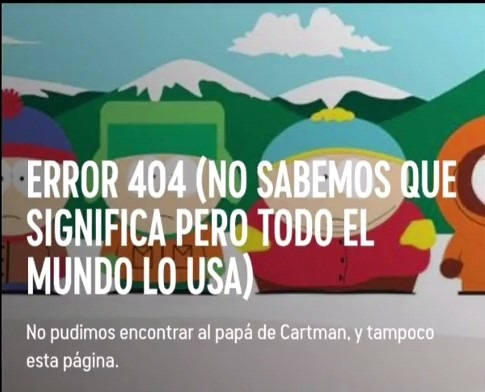 ERROR 404 (NO SABEMOS QUE
SIGNIFICA PERO TODO EL
MUNDO LO USA)
No pudimos encontrar al papá de Cartman, y tampoco
esta página.